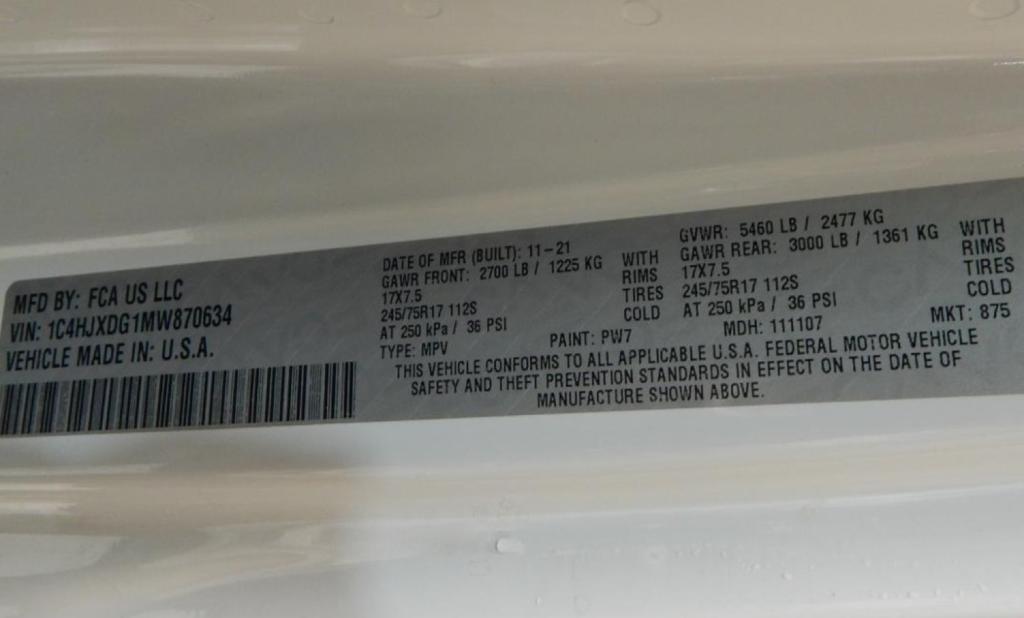 MFD BY: FCA US LLC
VIN: 1C4HJXDG1MW870634
VEHICLE MADE IN: U.S.A.
DATE OF MFR (BUILT): 11-21
GAWR FRONT: 2700 LB / 1225 KG WITH
17X7.5 RIMS
245/75R17 112S TIRES
AT 250 kPa / 36 PSI COLD
GVWR: 5460 LB / 2477 KG
GAWR REAR: 3000 LB / 1361 KG WITH
17X7.5 RIMS
245/75R17 112S TIRES
AT 250 kPa / 36 PSI COLD
TYPE: MPV PAINT: PW7 MDH: 111107 MKT: 875
THIS VEHICLE CONFORMS TO ALL APPLICABLE U.S.A. FEDERAL MOTOR VEHICLE
SAFETY AND THEFT PREVENTION STANDARDS IN EFFECT ON THE DATE OF
MANUFACTURE SHOWN ABOVE.